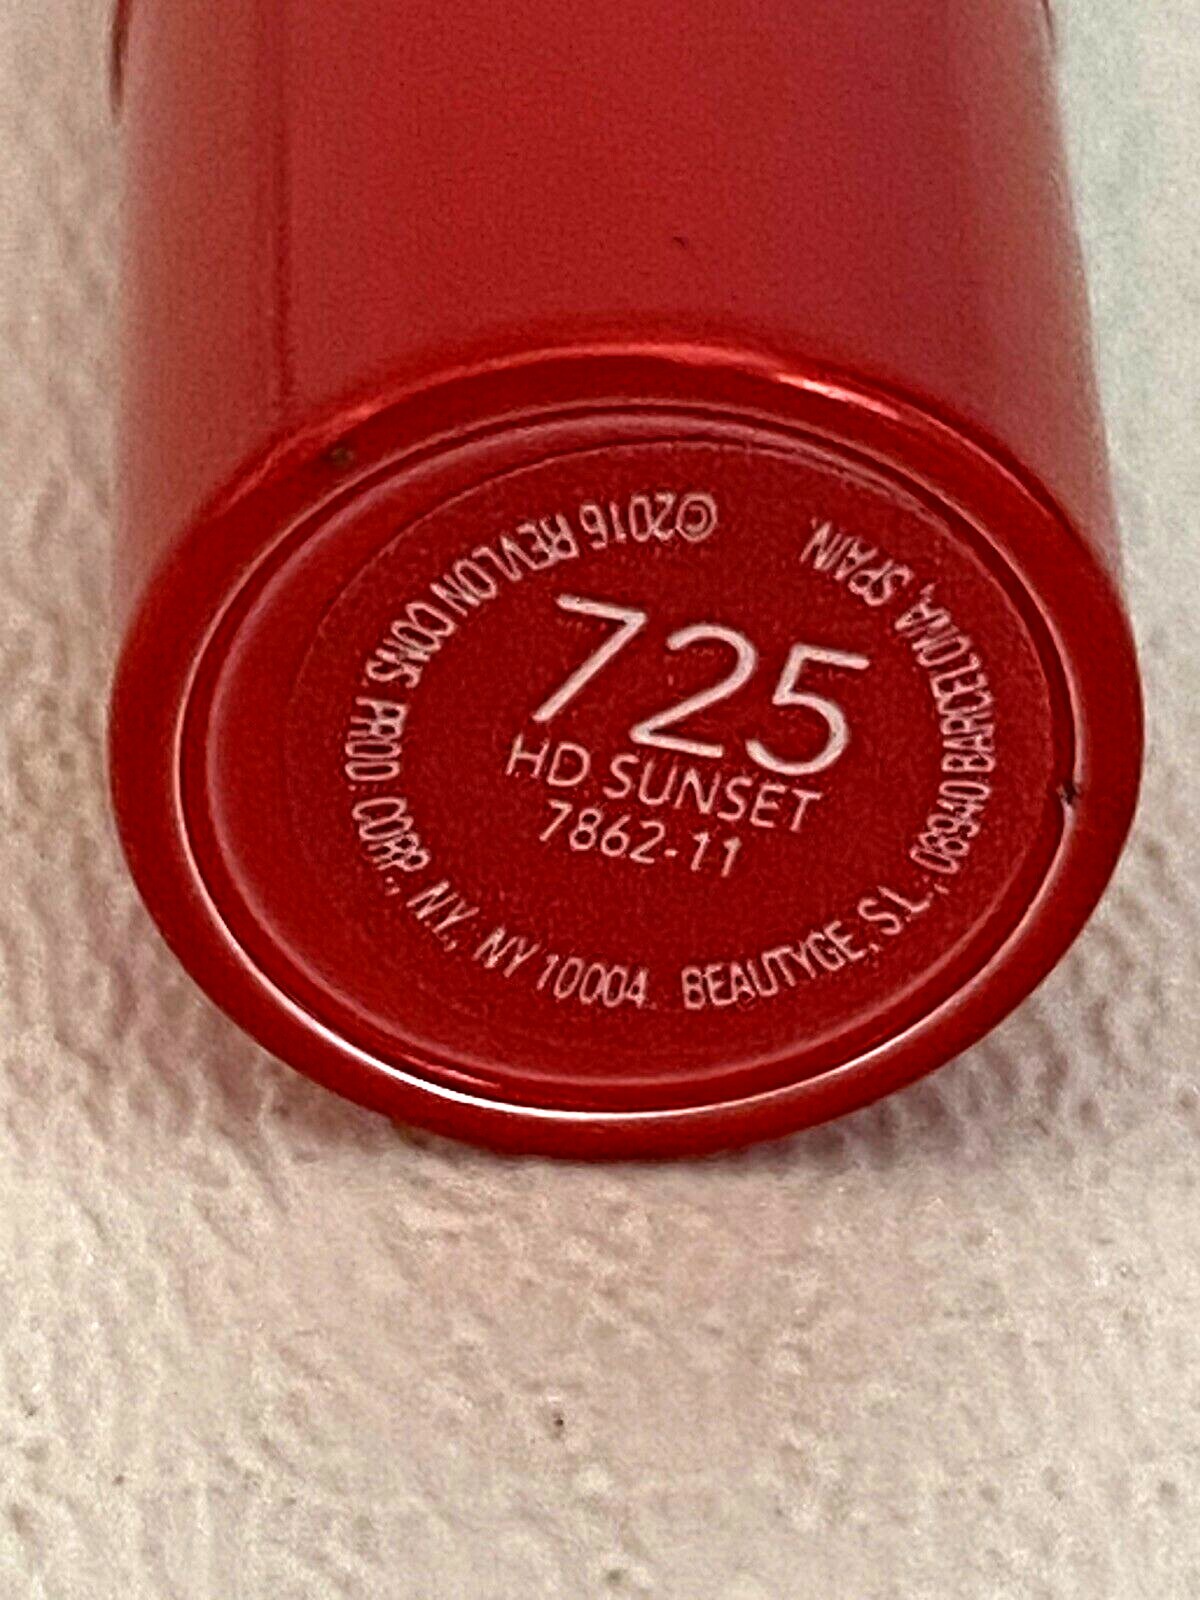 725
HD SUNSET
7862-11
©2016 REVLON CONS. PROD. CORP., N.Y., NY 10004. BEAUTYGE, S.L., 08940 BARCELONA, SPAIN.